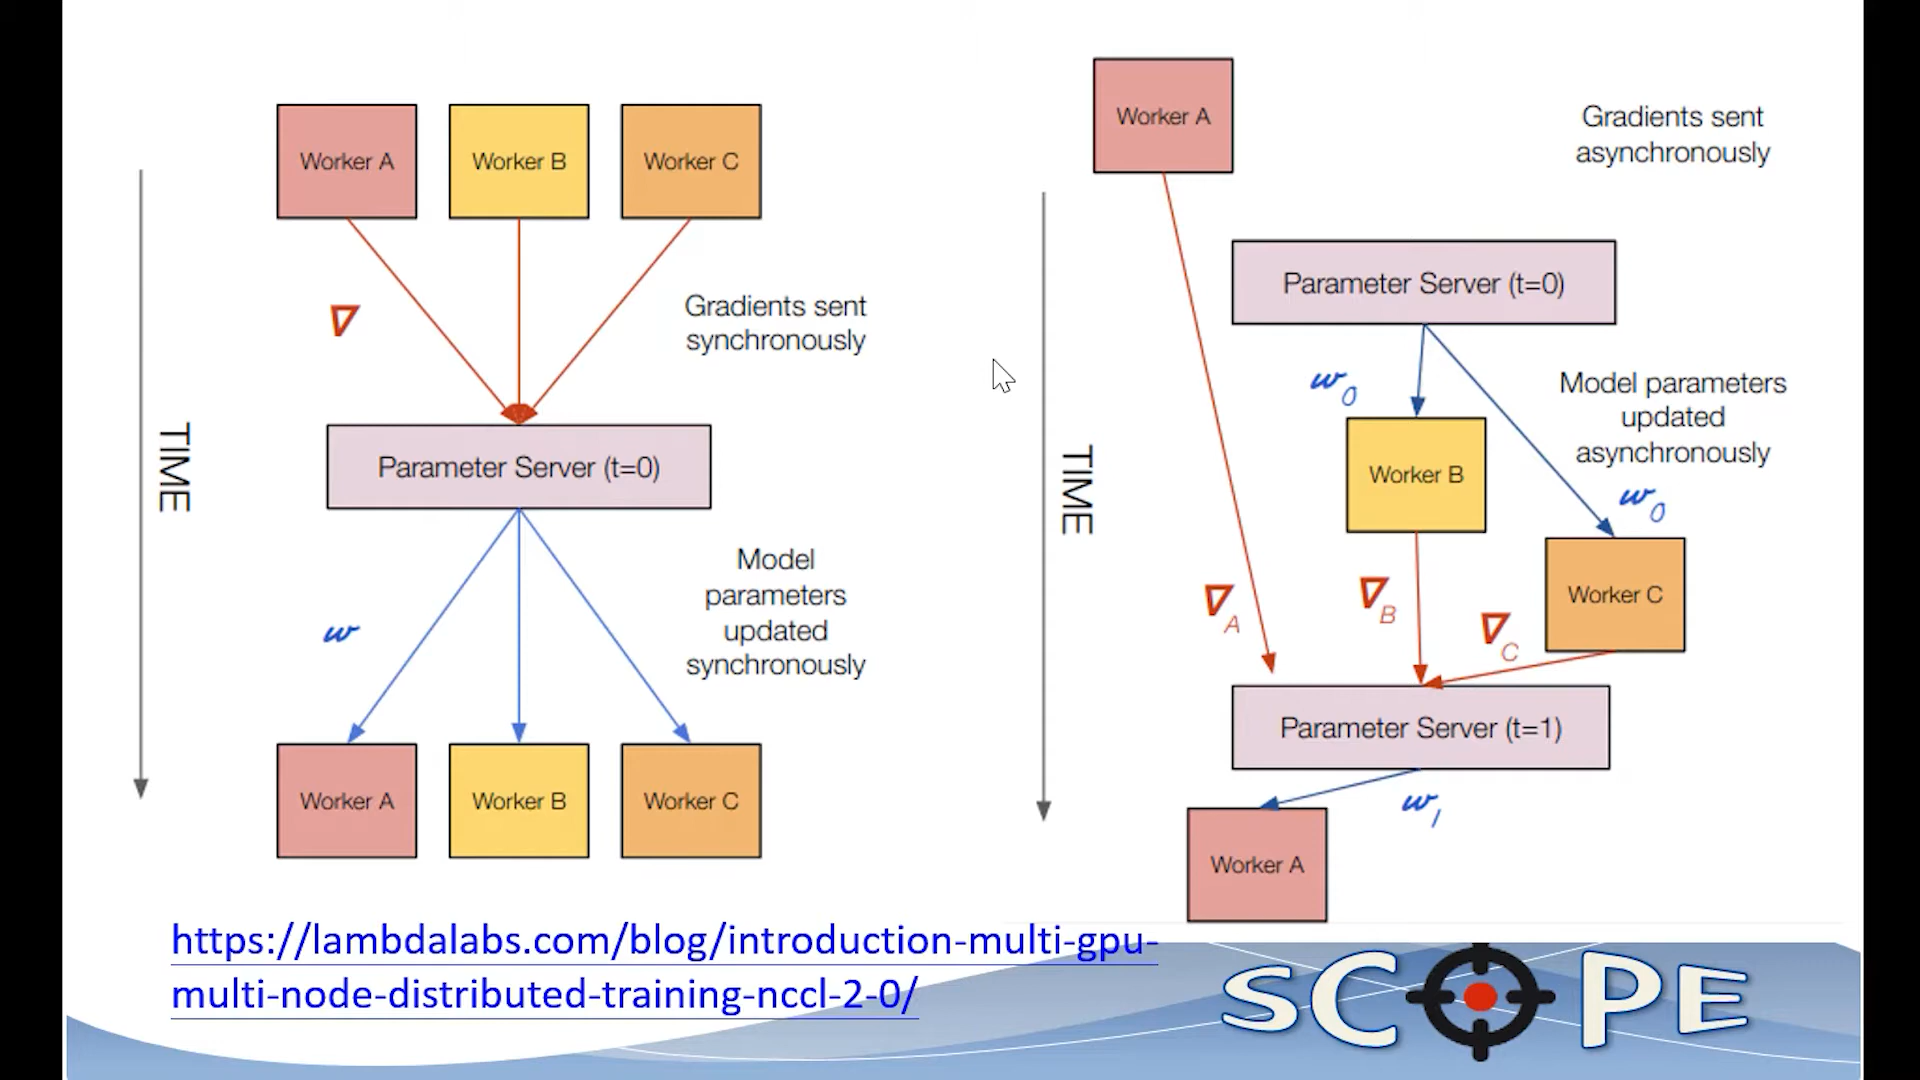 Worker A
Worker B
Worker C
∇
Gradients sent
synchronously
TIME
Parameter Server (t=0)
w
Model
parameters
updated
synchronously
Worker A
Worker B
Worker C
Worker A
Gradients sent
asynchronously
Parameter Server (t=0)
w0
Model parameters
updated
asynchronously
Worker B
w0
TIME
Worker C
∇A
∇B
∇C
Parameter Server (t=1)
w1
Worker A
https://lambdalabs.com/blog/introduction-multi-gpu-
multi-node-distributed-training-nccl-2-0/
SCOPE